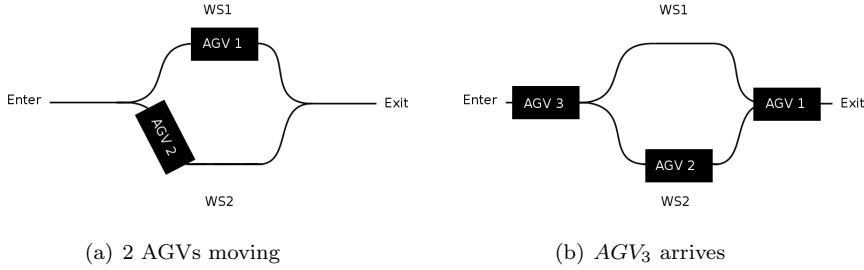 WS1
AGV 1
Enter
Exit
AGV 2
WS2
(a) 2 AGVs moving
WS1
Enter
AGV 3
AGV 1
Exit
AGV 2
WS2
(b) AGV3 arrives